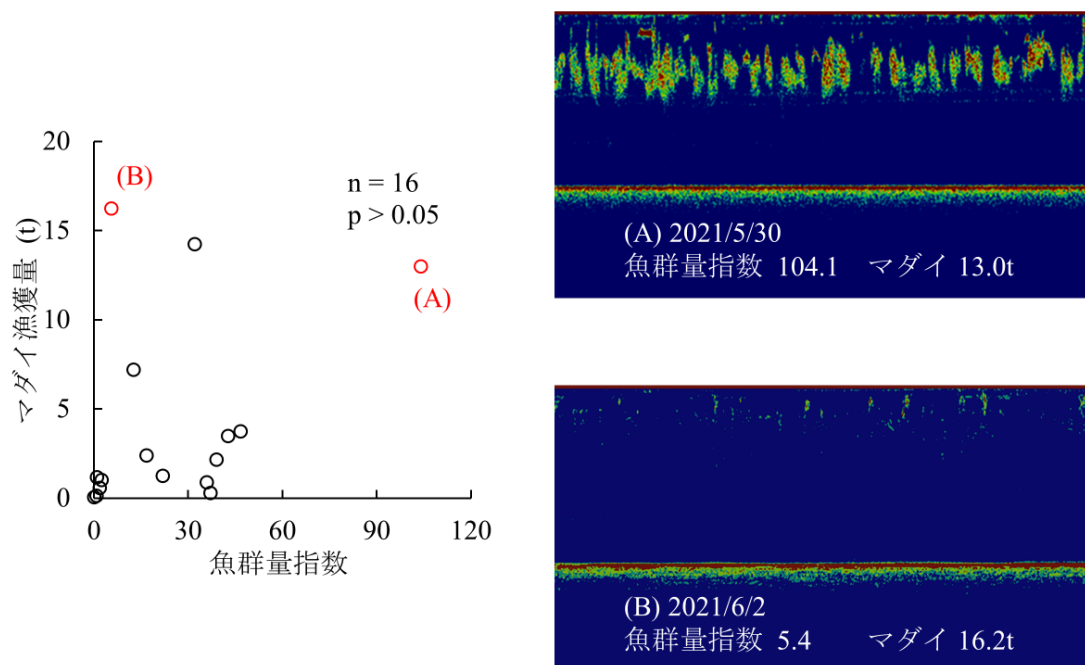 マダイ漁獲量 (t)
20
15
10
5
0
0
30
60
90
120
魚群量指数
(B)
n = 16
p > 0.05
(A)
(A) 2021/5/30
魚群量指数 104.1 マダイ 13.0t
(B) 2021/6/2
魚群量指数 5.4 マダイ 16.2t